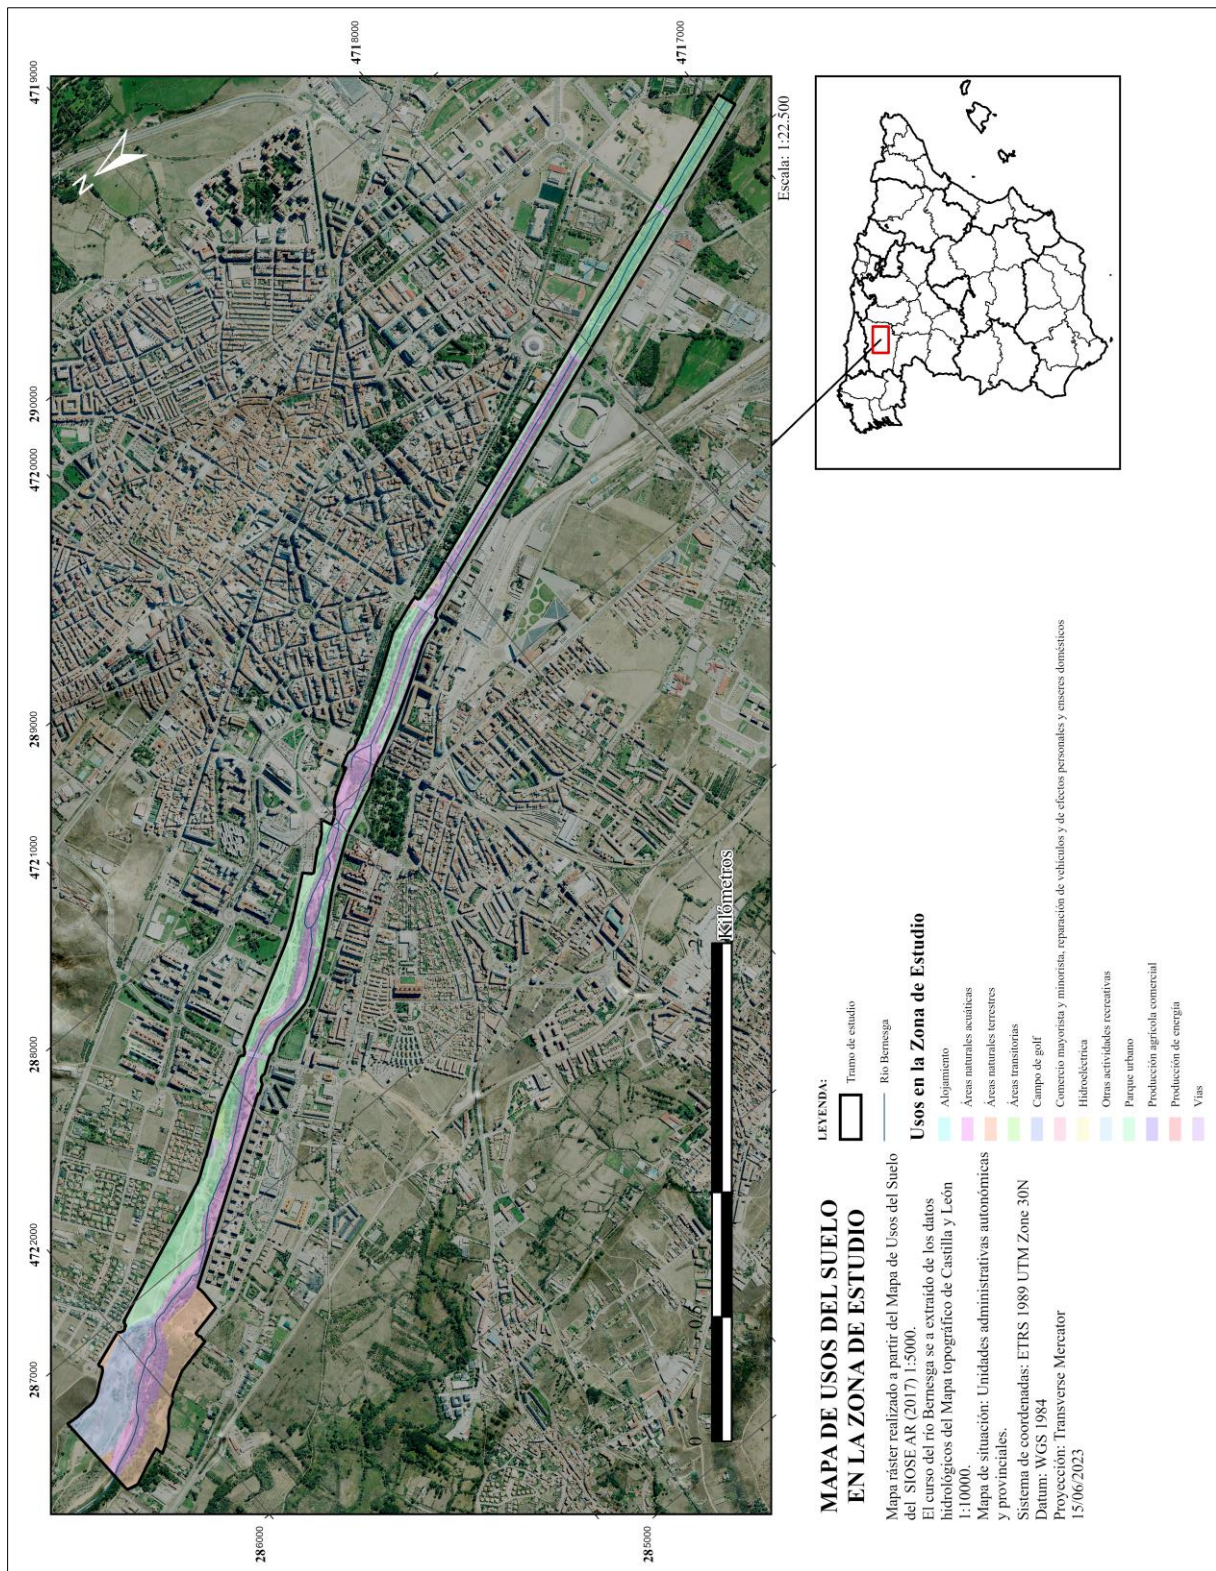 MAPA DE USOS DEL SUELO
EN LA ZONA DE ESTUDIO
Mapa ráster realizado a partir del Mapa de Usos del Suelo
del SIOSE AR (2017) 1:5000.
El curso del río Bernesga se a extraído de los datos
hidrológicos del Mapa topográfico de Castilla y León
1:10000.
Mapa de situación: Unidades administrativas autonómicas
y provinciales.
Sistema de coordenadas: ETRS 1989 UTM Zone 30N
Datum: WGS 1984
Proyección: Transverse Mercator
15/06/2023
LEYENDA:
Tramo de estudio
Río Bernesga
Usos en la Zona de Estudio
Alojamiento
Áreas naturales acuáticas
Áreas naturales terrestres
Áreas transitorias
Campo de golf
Comercio mayorista y minorista, reparación de vehículos y de efectos personales y enseres domésticos
Hidroeléctrica
Otras actividades recreativas
Parque urbano
Producción agrícola comercial
Producción de energía
Vías
286000
285000
287000
4722000
288000
4721000
289000
4720000
290000
4719000
4718000
4717000
N
0
0,5
1
2
Kilómetros
Escala: 1:22.500